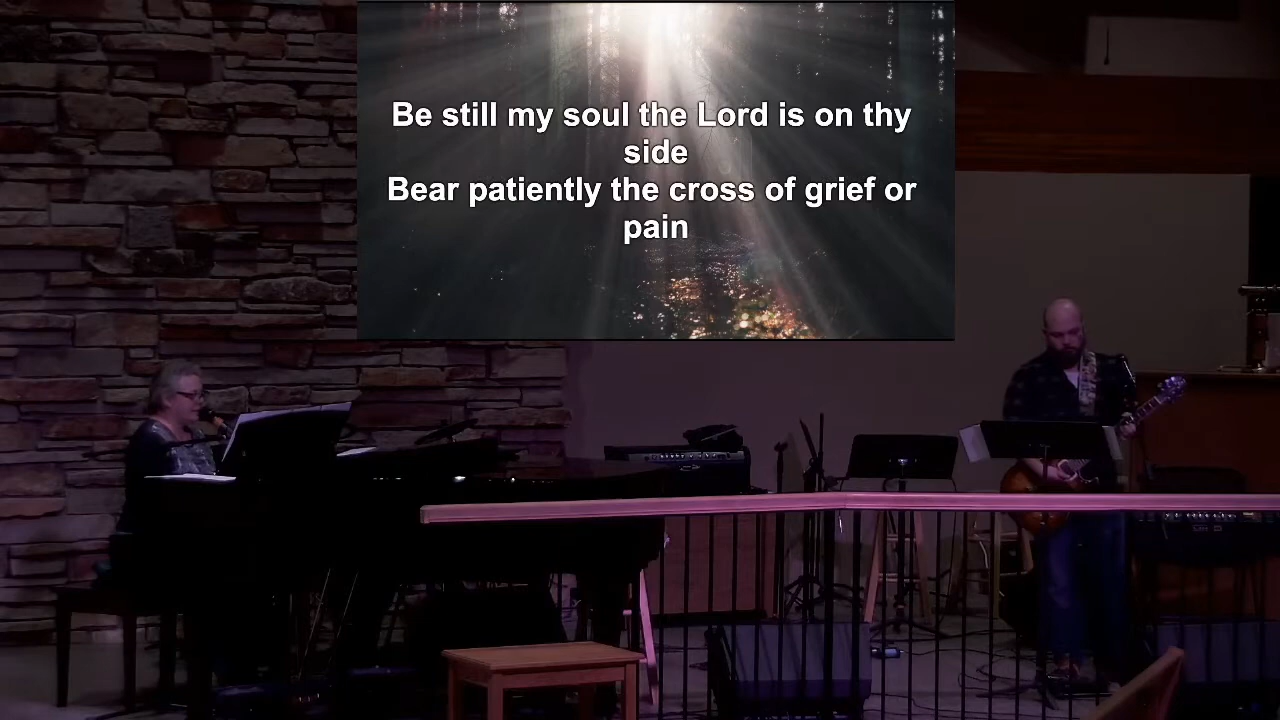 Be still my soul the Lord is on thy
side
Bear patiently the cross of grief or
pain